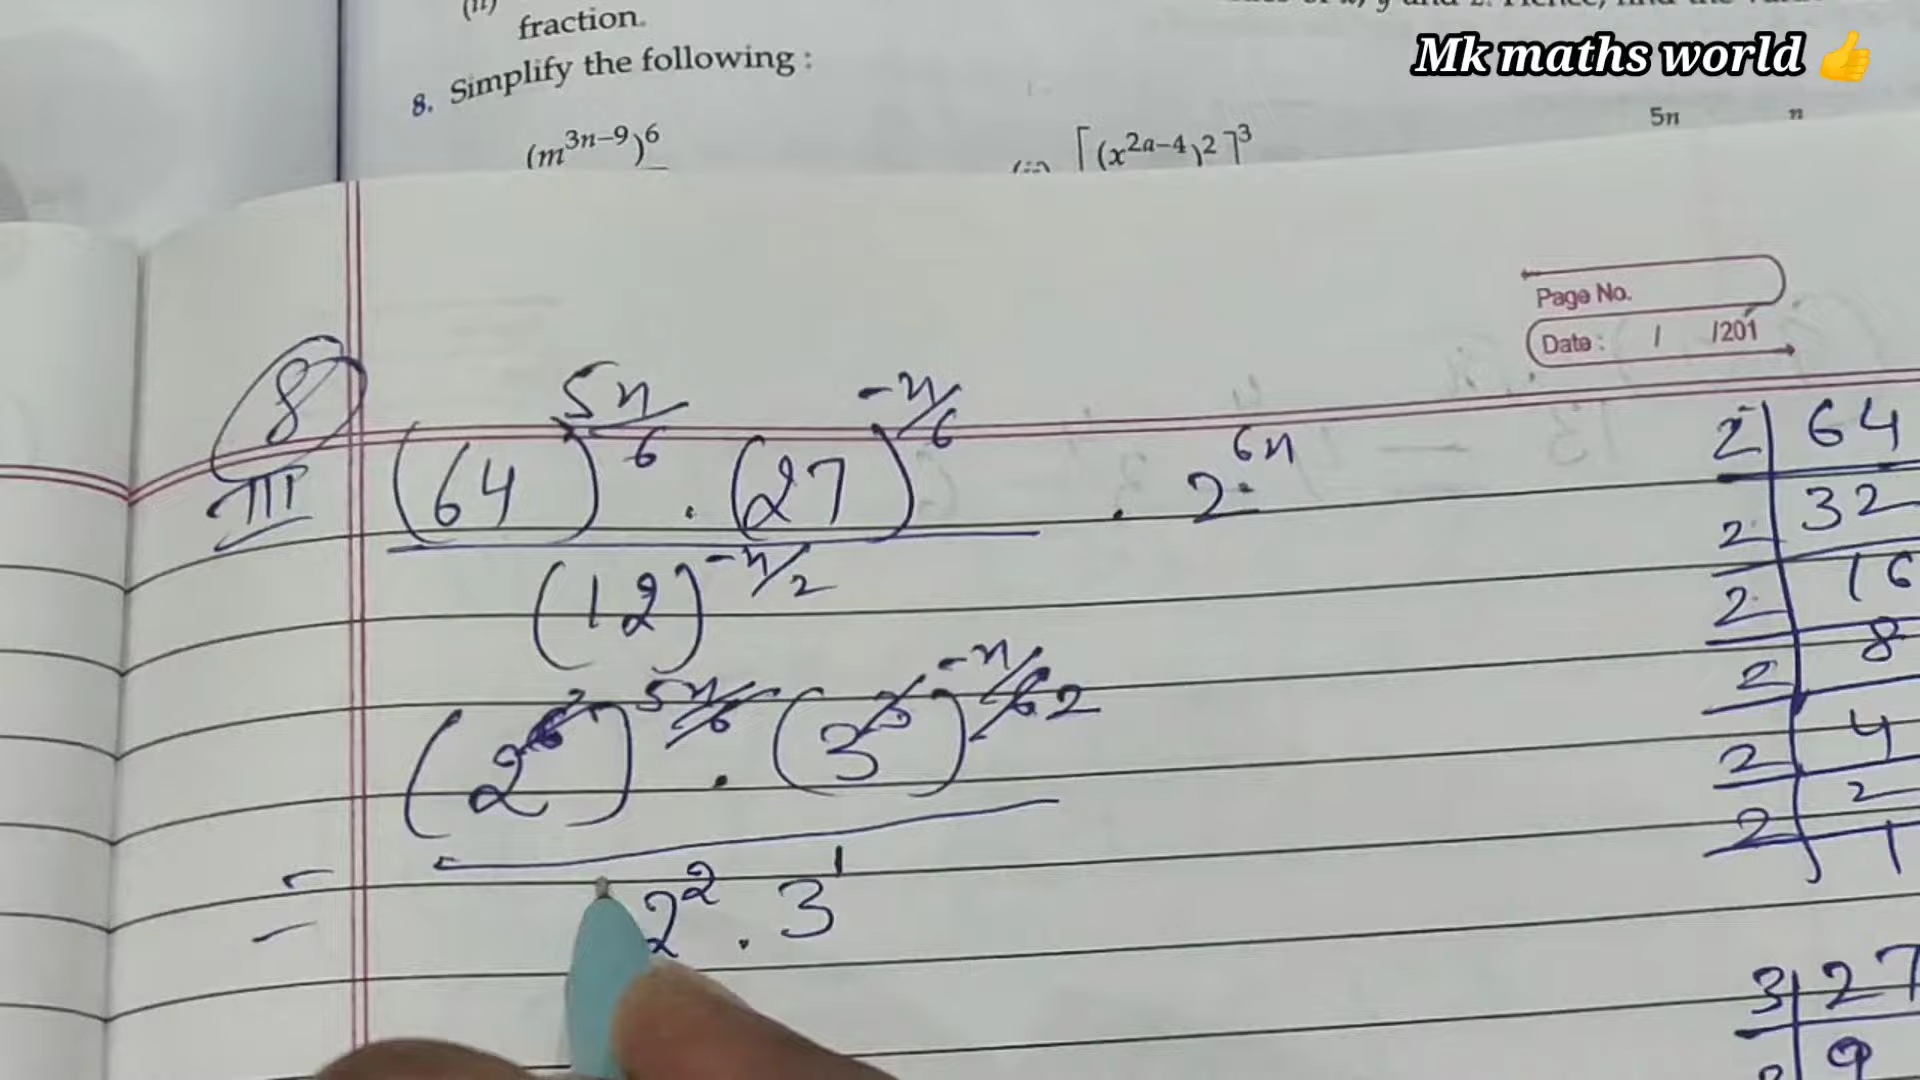 fraction.
Mk maths world 👍
8. Simplify the following :
(m^{3n-9})^6
[(x^{2a-4})^2]^3
5n n
Page No.
Date : / /201
8
III (64)^{5n/6} . (27)^{-n/6} . 2^{6n}
(12)^{-n/2}
= (2^6)^{5n/6} . (3^3)^{-n/6 2}
2^2 . 3^1
2 64
2 32
2 16
2 8
2 4
2 2
1
3 27
9